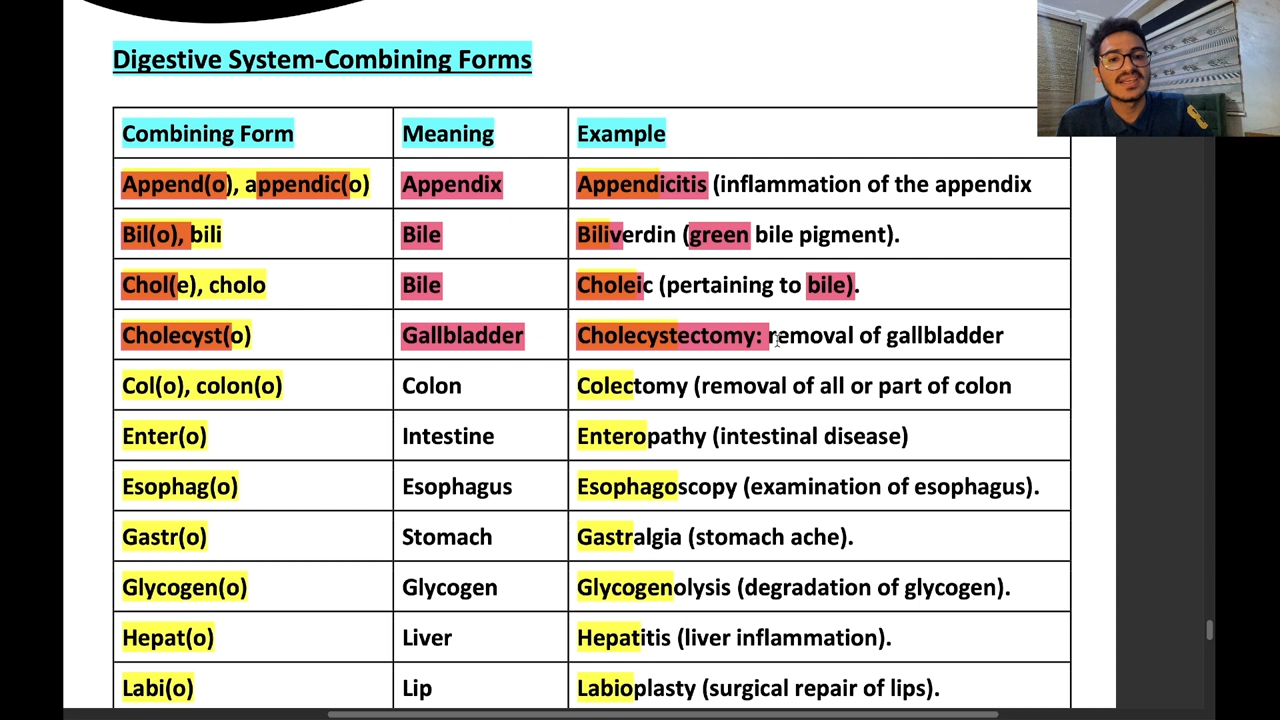 Digestive System-Combining Forms
Combining Form Meaning Example
Append(o), appendic(o) Appendix Appendicitis (inflammation of the appendix
Bil(o), bili Bile Biliverdin (green bile pigment).
Chol(e), cholo Bile Choleic (pertaining to bile).
Cholecyst(o) Gallbladder Cholecystectomy: removal of gallbladder
Col(o), colon(o) Colon Colectomy (removal of all or part of colon
Enter(o) Intestine Enteropathy (intestinal disease)
Esophag(o) Esophagus Esophagoscopy (examination of esophagus).
Gastr(o) Stomach Gastralgia (stomach ache).
Glycogen(o) Glycogen Glycogenolysis (degradation of glycogen).
Hepat(o) Liver Hepatitis (liver inflammation).
Labi(o) Lip Labioplasty (surgical repair of lips).